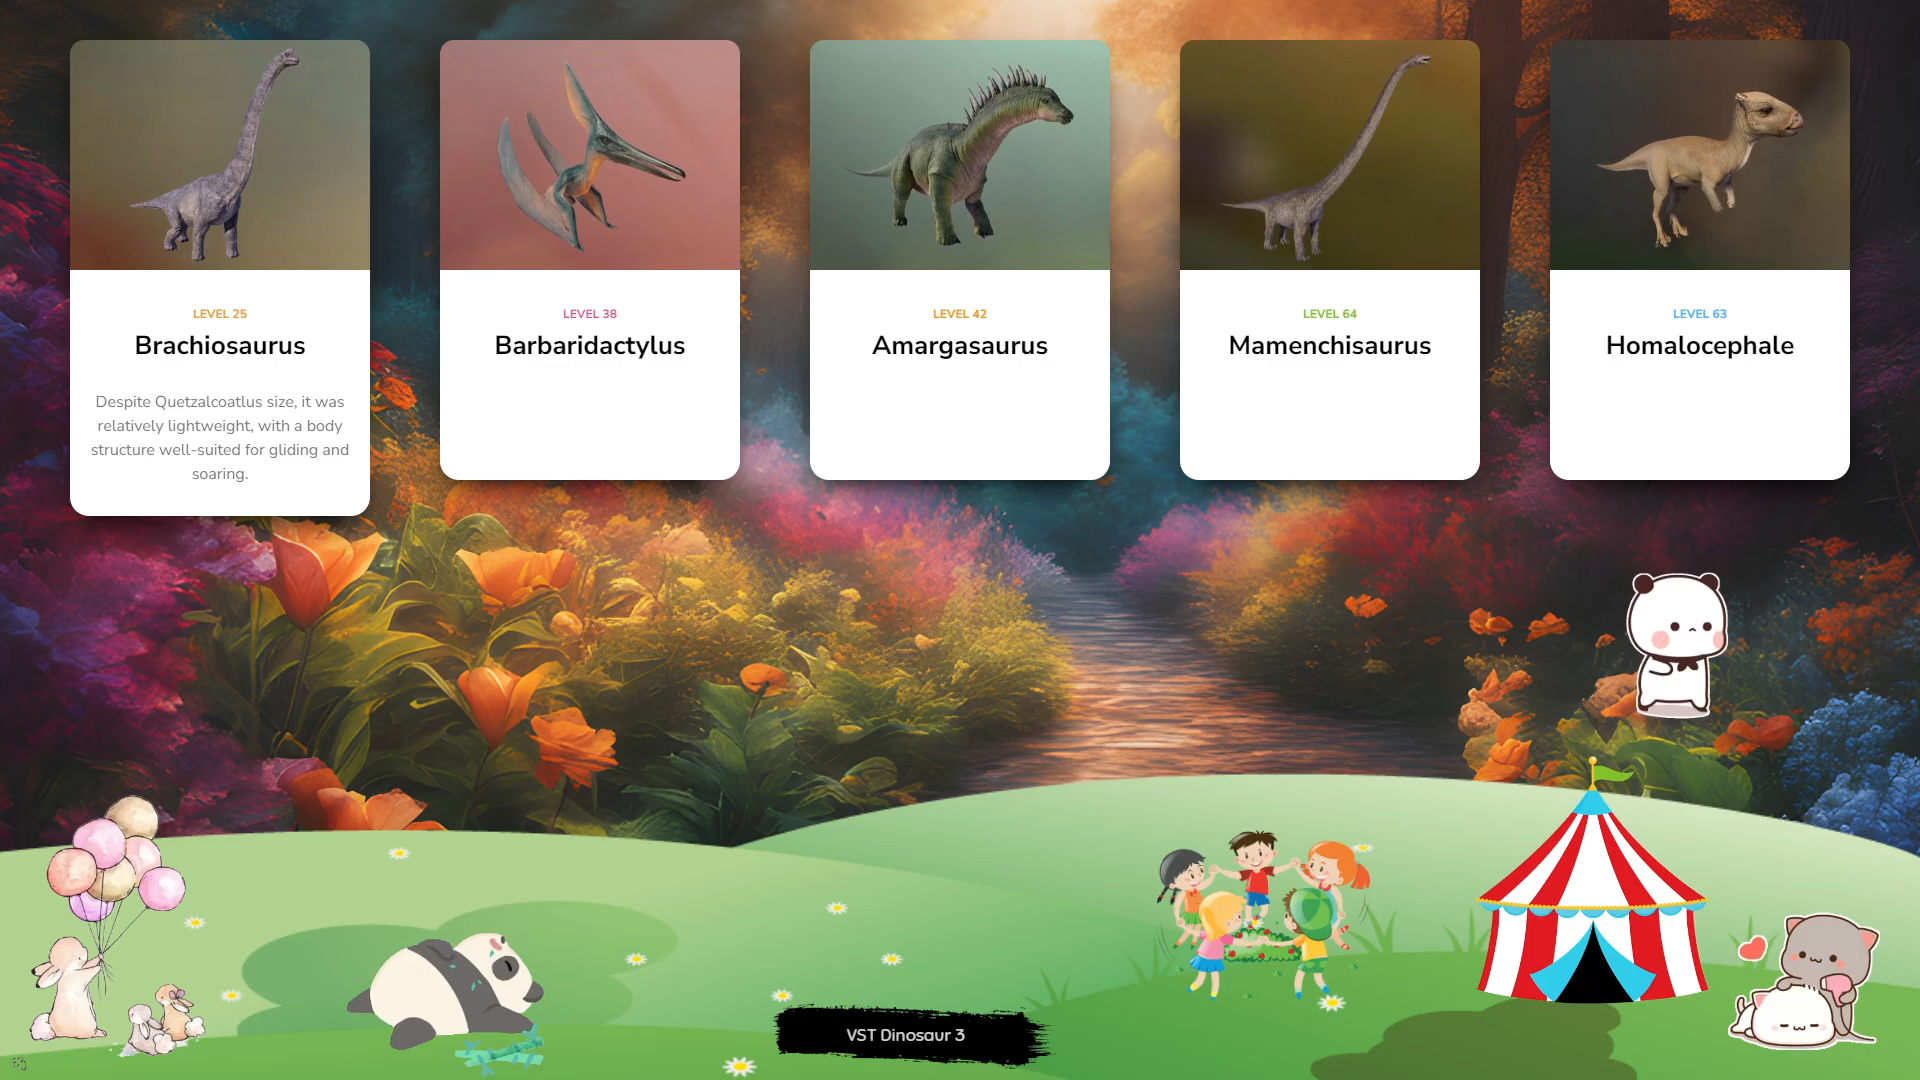 LEVEL 25
Brachiosaurus
Despite Quetzalcoatlus size, it was
relatively lightweight, with a body
structure well-suited for gliding and
soaring.
LEVEL 38
Barbaridactylus
LEVEL 42
Amargasaurus
LEVEL 64
Mamenchisaurus
LEVEL 63
Homalocephale
VST Dinosaur 3